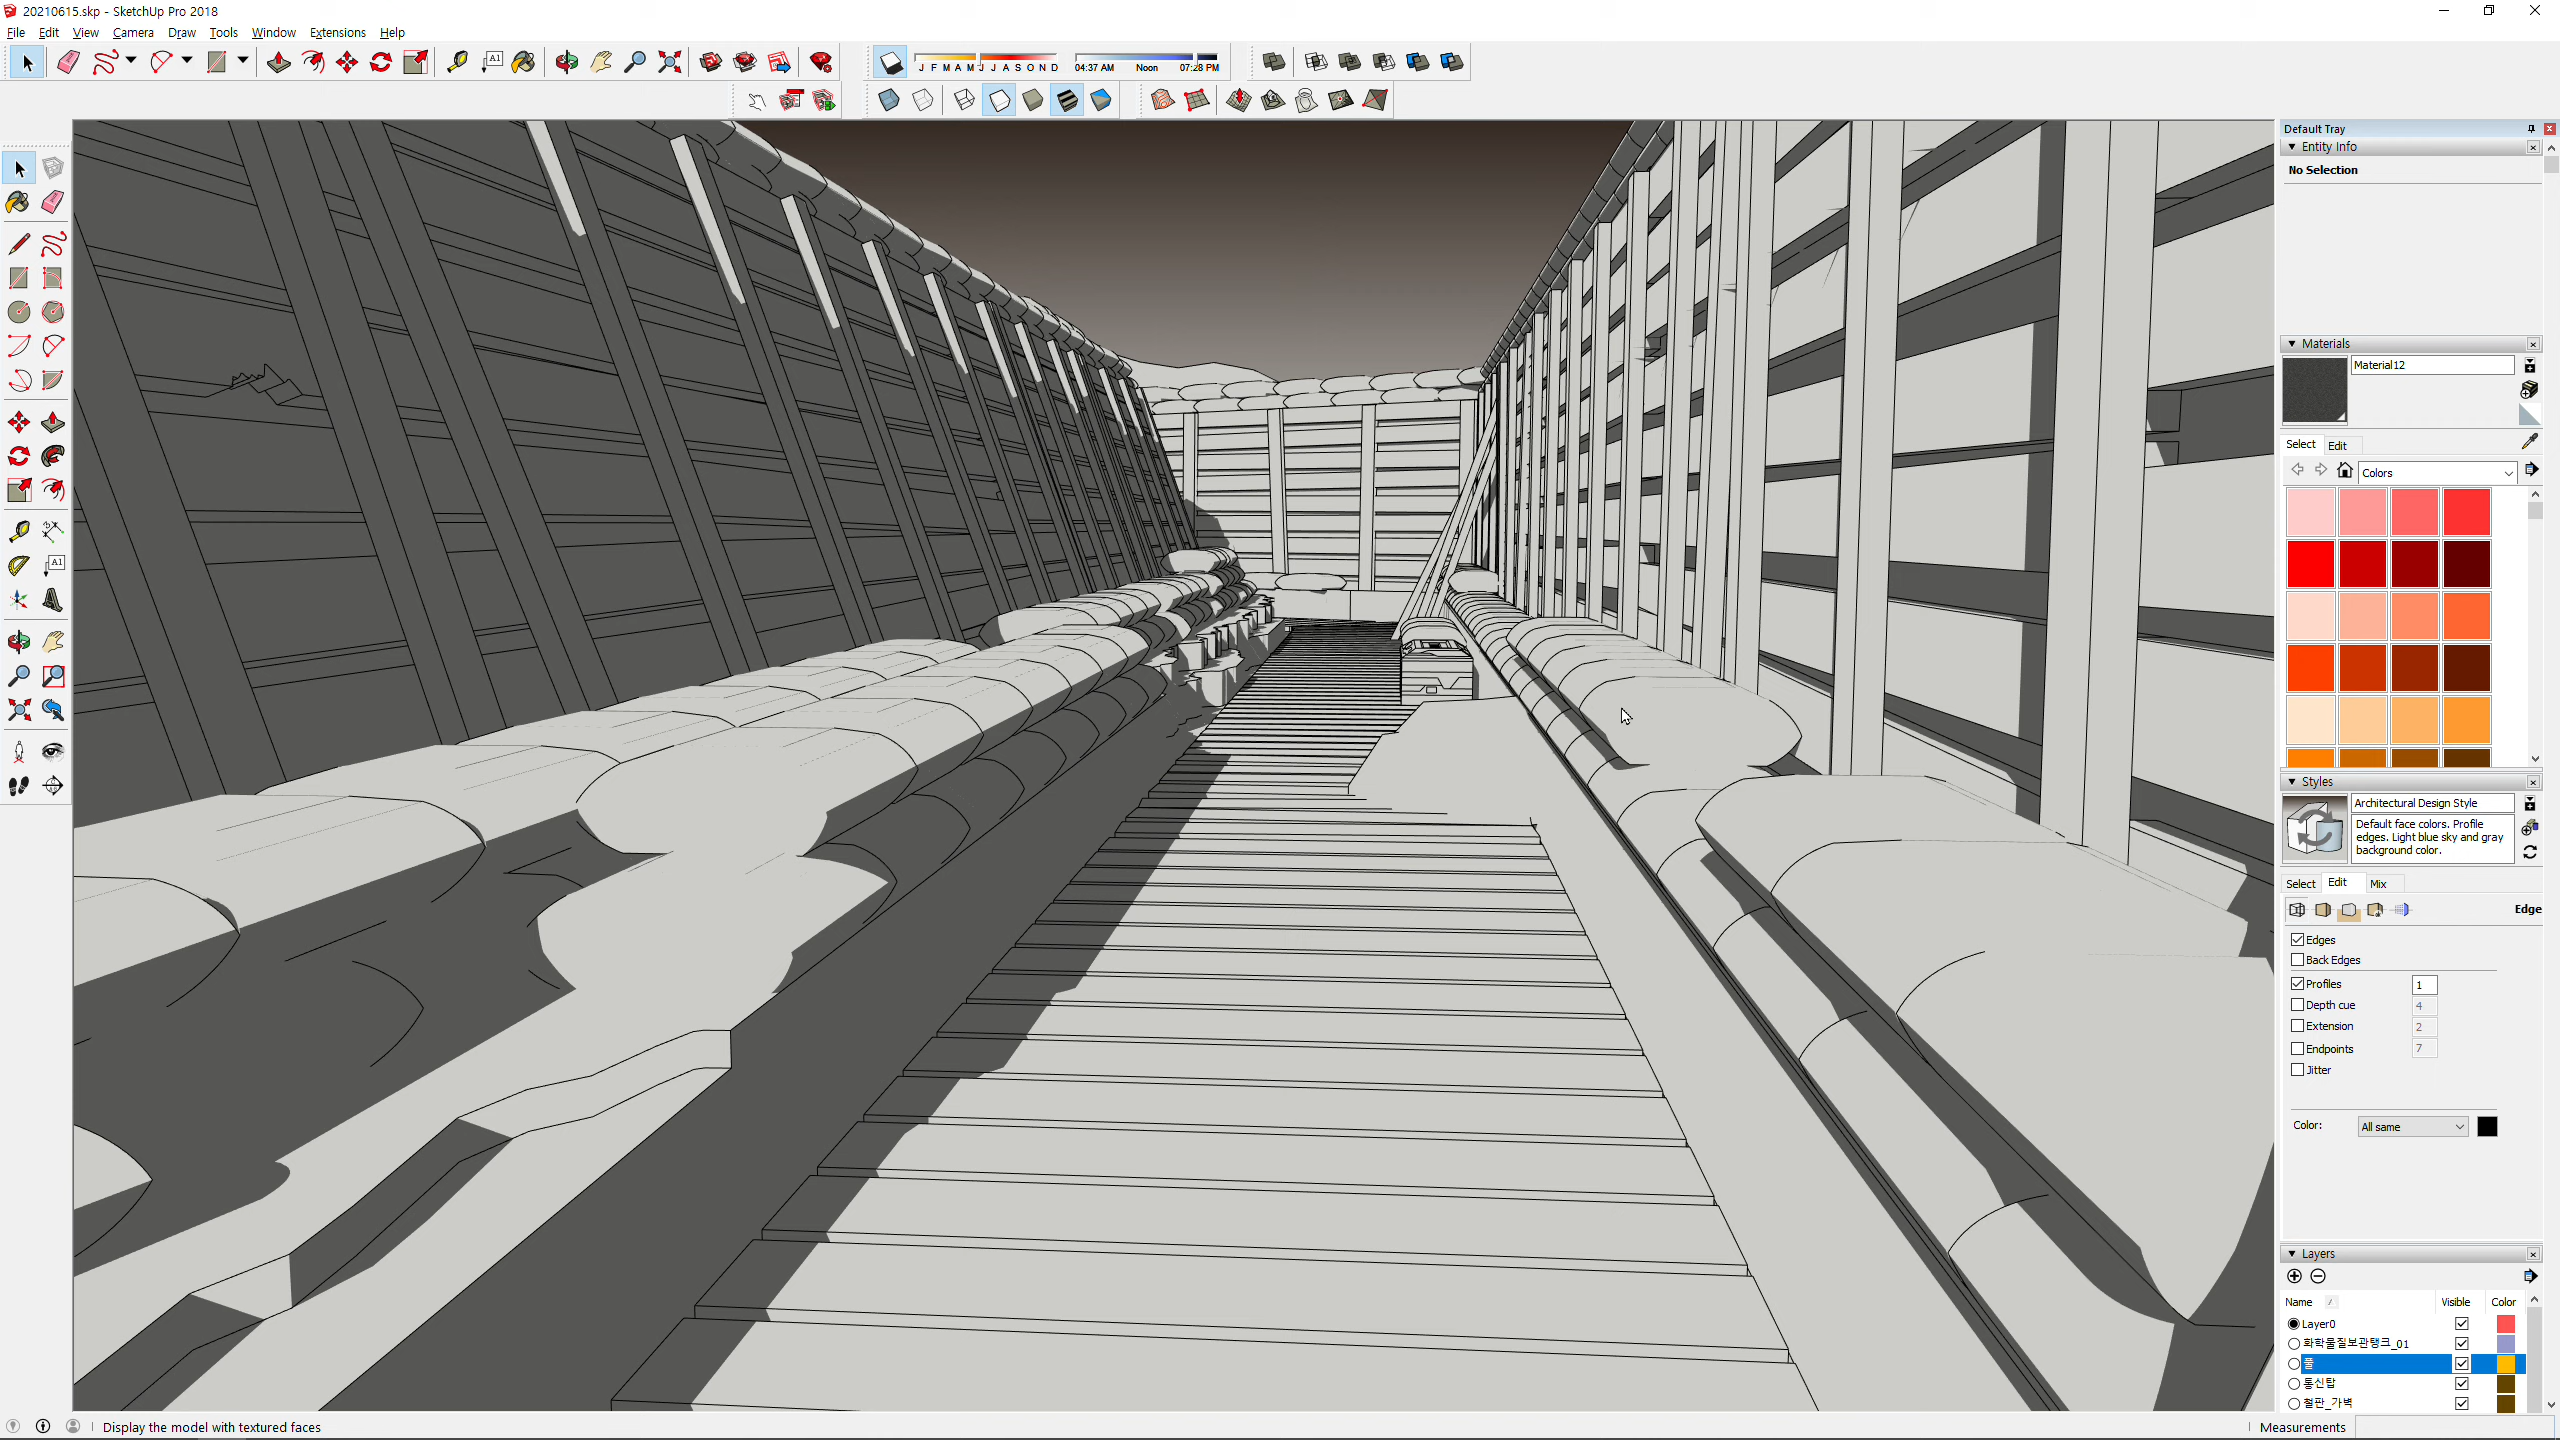 20210615.skp - SketchUp Pro 2018
File Edit View Camera Draw Tools Window Extensions Help
A1
J F M A M J J A S O N D
04:37 AM Noon 07:28 PM
Default Tray
Entity Info
No Selection
Materials
Material12
Select Edit
Colors
A1
Styles
Architectural Design Style
Default face colors. Profile
edges. Light blue sky and gray
background color.
Select Edit Mix
Edge
Edges
Back Edges
Profiles 1
Depth cue 4
Extension 2
Endpoints 7
Jitter
Color: All same
Layers
Name Visible Color
Layer0
화학물질보관탱크_01
풀
통신탑
철판_가벽
Display the model with textured faces
Measurements